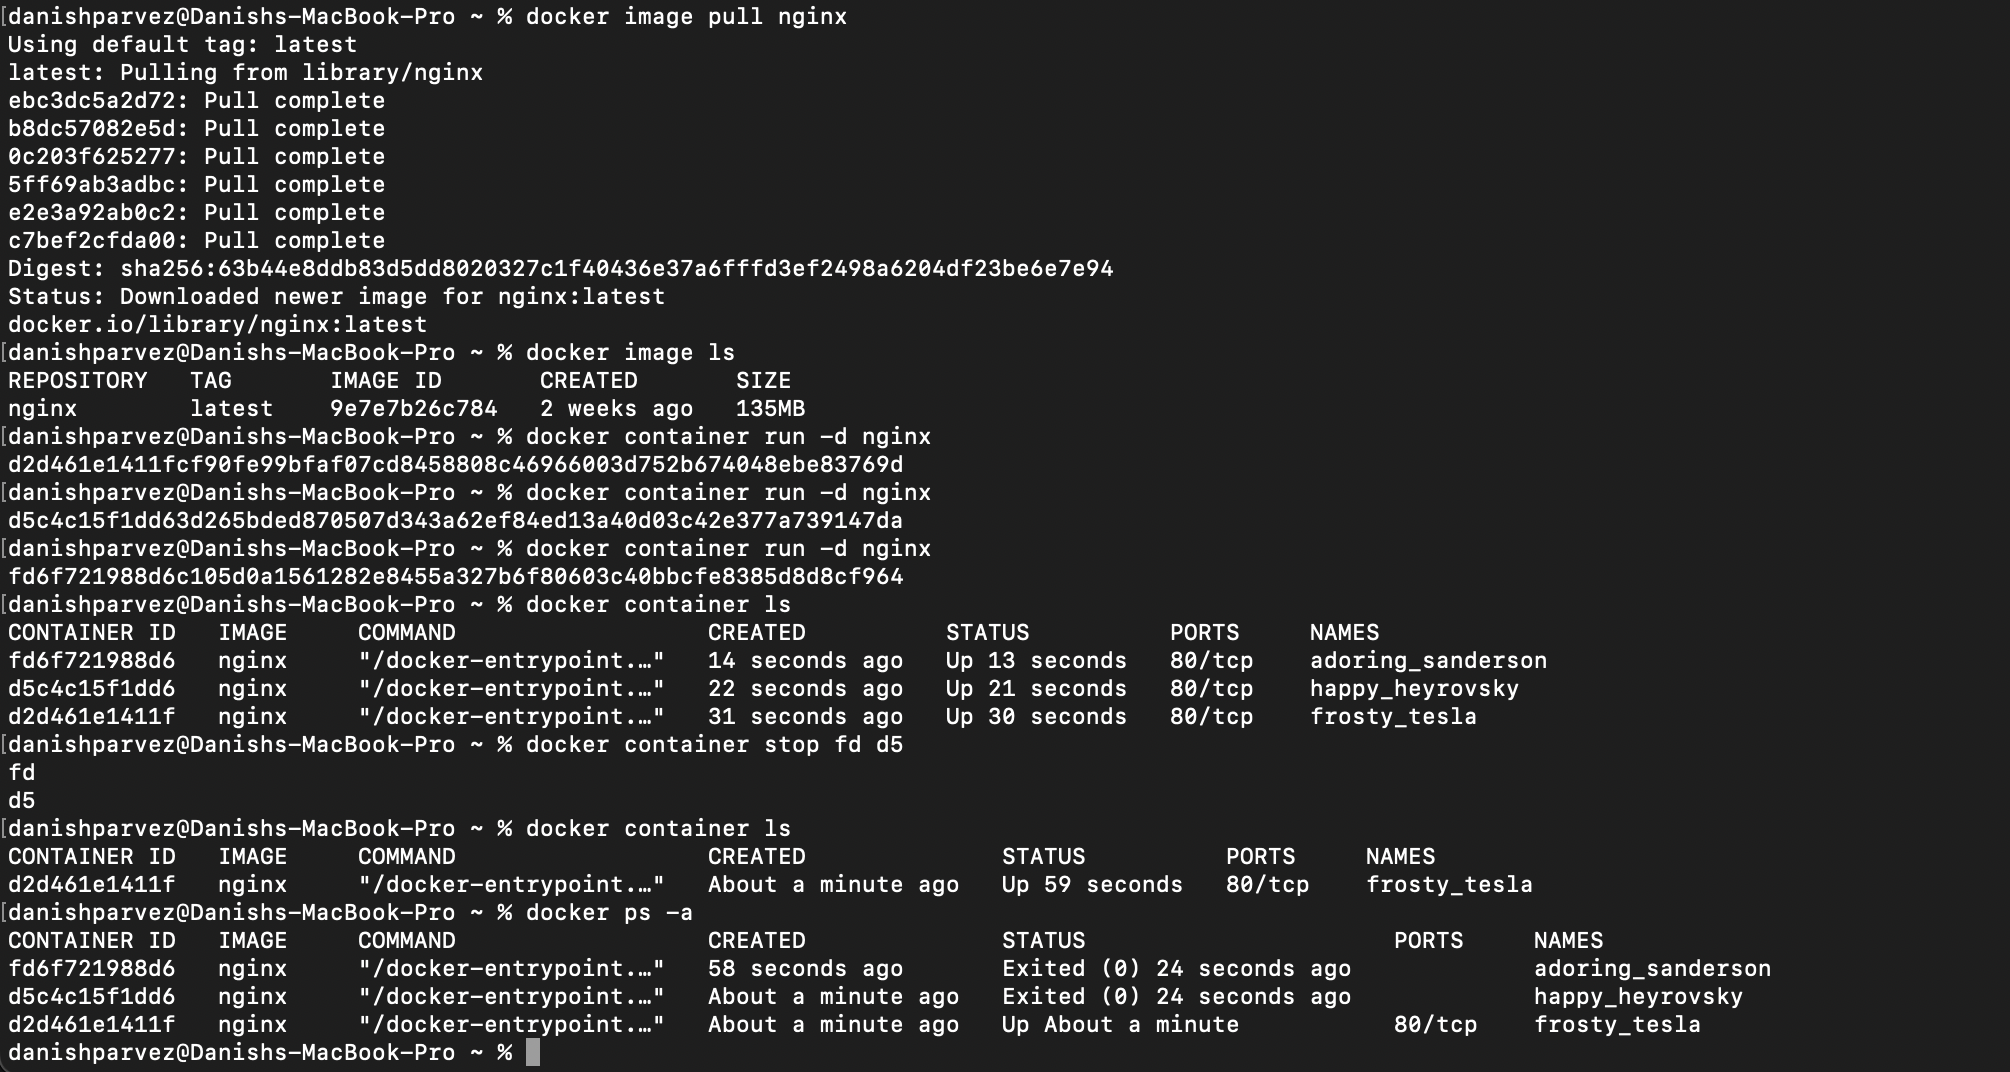 [danishparvez@Danishs-MacBook-Pro ~ % docker image pull nginx
Using default tag: latest
latest: Pulling from library/nginx
ebc3dc5a2d72: Pull complete
b8dc57082e5d: Pull complete
0c203f625277: Pull complete
5ff69ab3adbc: Pull complete
e2e3a92ab0c2: Pull complete
c7bef2cfda00: Pull complete
Digest: sha256:63b44e8ddb83d5dd8020327c1f40436e37a6fffd3ef2498a6204df23be6e7e94
Status: Downloaded newer image for nginx:latest
docker.io/library/nginx:latest
[danishparvez@Danishs-MacBook-Pro ~ % docker image ls
REPOSITORY   TAG       IMAGE ID       CREATED       SIZE
nginx        latest    9e7e7b26c784   2 weeks ago   135MB
[danishparvez@Danishs-MacBook-Pro ~ % docker container run -d nginx
d2d461e1411fcf90fe99bfaf07cd8458808c46966003d752b674048ebe83769d
[danishparvez@Danishs-MacBook-Pro ~ % docker container run -d nginx
d5c4c15f1dd63d265bded870507d343a62ef84ed13a40d03c42e377a739147da
[danishparvez@Danishs-MacBook-Pro ~ % docker container run -d nginx
fd6f721988d6c105d0a1561282e8455a327b6f80603c40bbcfe8385d8d8cf964
[danishparvez@Danishs-MacBook-Pro ~ % docker container ls
CONTAINER ID   IMAGE     COMMAND                  CREATED          STATUS          PORTS     NAMES
fd6f721988d6   nginx     "/docker-entrypoint.…"   14 seconds ago   Up 13 seconds   80/tcp    adoring_sanderson
d5c4c15f1dd6   nginx     "/docker-entrypoint.…"   22 seconds ago   Up 21 seconds   80/tcp    happy_heyrovsky
d2d461e1411f   nginx     "/docker-entrypoint.…"   31 seconds ago   Up 30 seconds   80/tcp    frosty_tesla
[danishparvez@Danishs-MacBook-Pro ~ % docker container stop fd d5
fd
d5
[danishparvez@Danishs-MacBook-Pro ~ % docker container ls
CONTAINER ID   IMAGE     COMMAND                  CREATED              STATUS          PORTS     NAMES
d2d461e1411f   nginx     "/docker-entrypoint.…"   About a minute ago   Up 59 seconds   80/tcp    frosty_tesla
[danishparvez@Danishs-MacBook-Pro ~ % docker ps -a
CONTAINER ID   IMAGE     COMMAND                  CREATED              STATUS                      PORTS     NAMES
fd6f721988d6   nginx     "/docker-entrypoint.…"   58 seconds ago       Exited (0) 24 seconds ago             adoring_sanderson
d5c4c15f1dd6   nginx     "/docker-entrypoint.…"   About a minute ago   Exited (0) 24 seconds ago             happy_heyrovsky
d2d461e1411f   nginx     "/docker-entrypoint.…"   About a minute ago   Up About a minute           80/tcp    frosty_tesla
danishparvez@Danishs-MacBook-Pro ~ %